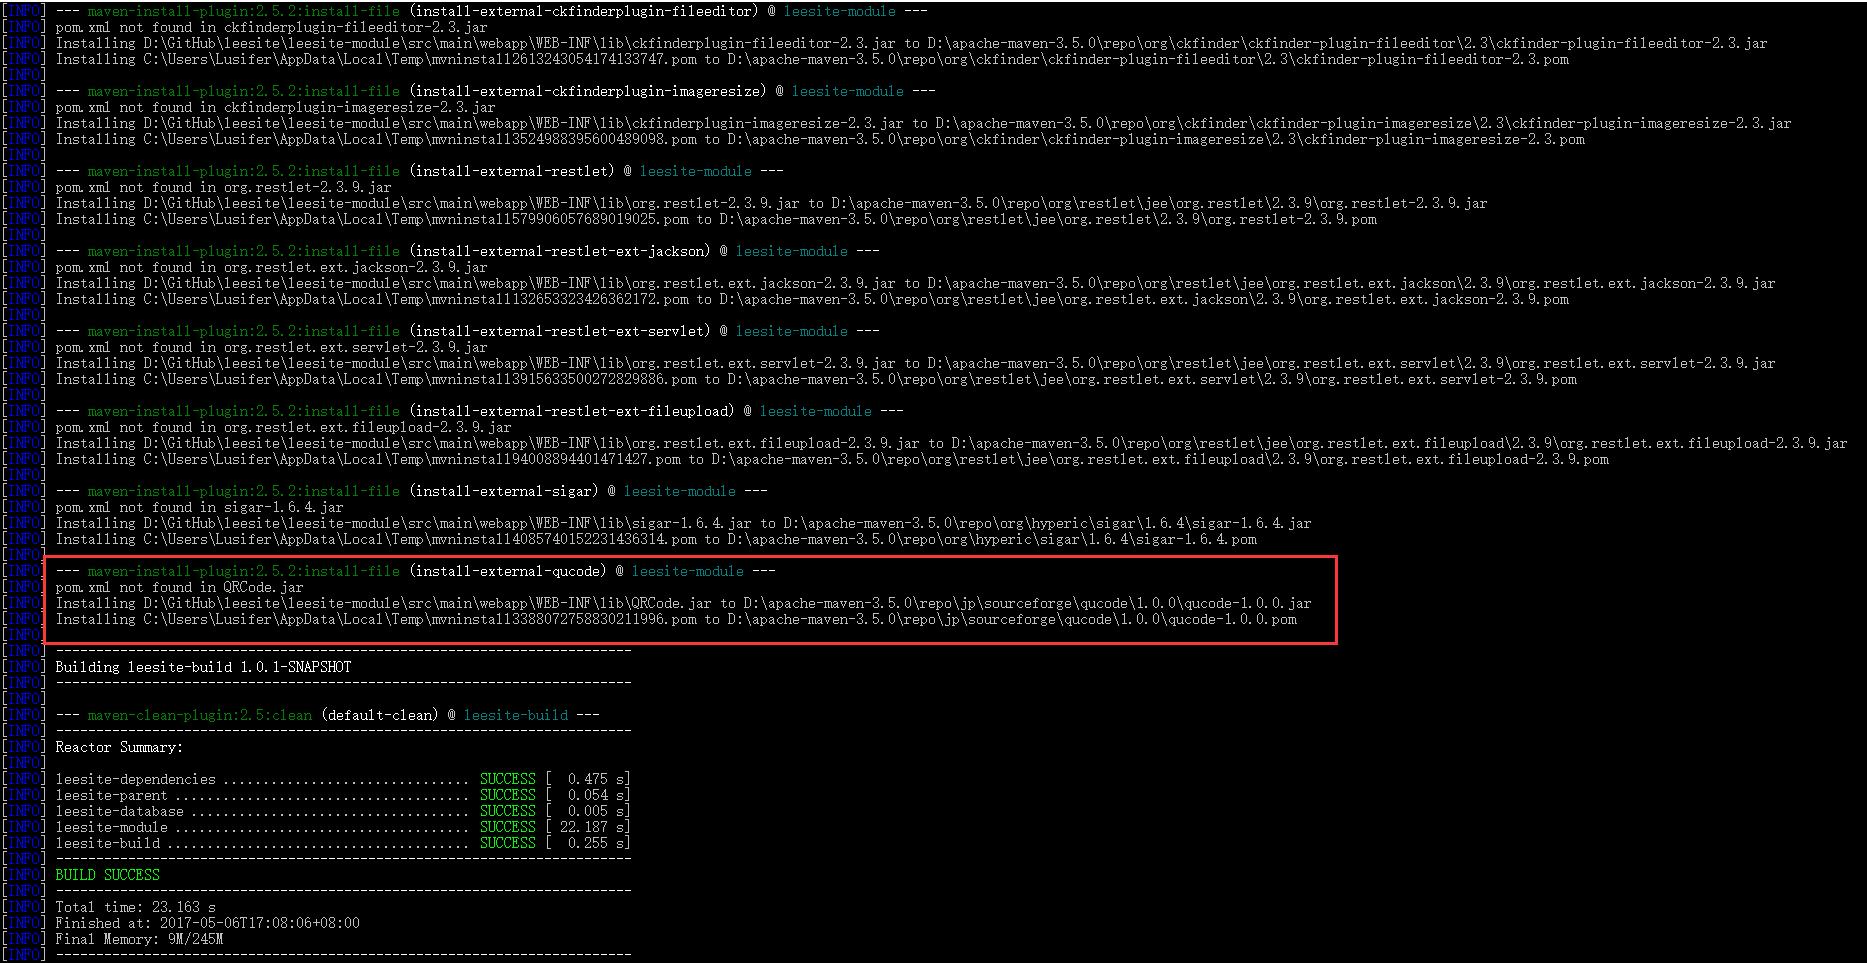 [INFO] --- maven-install-plugin:2.5.2:install-file (install-external-ckfinderplugin-fileeditor) @ leesite-module ---
[INFO] pom.xml not found in ckfinderplugin-fileeditor-2.3.jar
[INFO] Installing D:\GitHub\leesite\leesite-module\src\main\webapp\WEB-INF\lib\ckfinderplugin-fileeditor-2.3.jar to D:\apache-maven-3.5.0\repo\org\ckfinder\ckfinder-plugin-fileeditor\2.3\ckfinder-plugin-fileeditor-2.3.jar
[INFO] Installing C:\Users\Lusifer\AppData\Local\Temp\mvninstall261324305417413374​7.pom to D:\apache-maven-3.5.0\repo\org\ckfinder\ckfinder-plugin-fileeditor\2.3\ckfinder-plugin-fileeditor-2.3.pom
[INFO]
[INFO] --- maven-install-plugin:2.5.2:install-file (install-external-ckfinderplugin-imageresize) @ leesite-module ---
[INFO] pom.xml not found in ckfinderplugin-imageresize-2.3.jar
[INFO] Installing D:\GitHub\leesite\leesite-module\src\main\webapp\WEB-INF\lib\ckfinderplugin-imageresize-2.3.jar to D:\apache-maven-3.5.0\repo\org\ckfinder\ckfinder-plugin-imageresize\2.3\ckfinder-plugin-imageresize-2.3.jar
[INFO] Installing C:\Users\Lusifer\AppData\Local\Temp\mvninstall3524988395600489098.pom to D:\apache-maven-3.5.0\repo\org\ckfinder\ckfinder-plugin-imageresize\2.3\ckfinder-plugin-imageresize-2.3.pom
[INFO]
[INFO] --- maven-install-plugin:2.5.2:install-file (install-external-restlet) @ leesite-module ---
[INFO] pom.xml not found in org.restlet-2.3.9.jar
[INFO] Installing D:\GitHub\leesite\leesite-module\src\main\webapp\WEB-INF\lib\org.restlet-2.3.9.jar to D:\apache-maven-3.5.0\repo\org\restlet\jee\org.restlet\2.3.9\org.restlet-2.3.9.jar
[INFO] Installing C:\Users\Lusifer\AppData\Local\Temp\mvninstall5799060576890190​25.pom to D:\apache-maven-3.5.0\repo\org\restlet\jee\org.restlet\2.3.9\org.restlet-2.3.9.pom
[INFO]
[INFO] --- maven-install-plugin:2.5.2:install-file (install-external-restlet-ext-jackson) @ leesite-module ---
[INFO] pom.xml not found in org.restlet.ext.jackson-2.3.9.jar
[INFO] Installing D:\GitHub\leesite\leesite-module\src\main\webapp\WEB-INF\lib\org.restlet.ext.jackson-2.3.9.jar to D:\apache-maven-3.5.0\repo\org\restlet\jee\org.restlet.ext.jackson\2.3.9\org.restlet.ext.jackson-2.3.9.jar
[INFO] Installing C:\Users\Lusifer\AppData\Local\Temp\mvninstall1326533234263621​72.pom to D:\apache-maven-3.5.0\repo\org\restlet\jee\org.restlet.ext.jackson\2.3.9\org.restlet.ext.jackson-2.3.9.pom
[INFO]
[INFO] --- maven-install-plugin:2.5.2:install-file (install-external-restlet-ext-servlet) @ leesite-module ---
[INFO] pom.xml not found in org.restlet.ext.servlet-2.3.9.jar
[INFO] Installing D:\GitHub\leesite\leesite-module\src\main\webapp\WEB-INF\lib\org.restlet.ext.servlet-2.3.9.jar to D:\apache-maven-3.5.0\repo\org\restlet\jee\org.restlet.ext.servlet\2.3.9\org.restlet.ext.servlet-2.3.9.jar
[INFO] Installing C:\Users\Lusifer\AppData\Local\Temp\mvninstall3915633500272829886.pom to D:\apache-maven-3.5.0\repo\org\restlet\jee\org.restlet.ext.servlet\2.3.9\org.restlet.ext.servlet-2.3.9.pom
[INFO]
[INFO] --- maven-install-plugin:2.5.2:install-file (install-external-restlet-ext-fileupload) @ leesite-module ---
[INFO] pom.xml not found in org.restlet.ext.fileupload-2.3.9.jar
[INFO] Installing D:\GitHub\leesite\leesite-module\src\main\webapp\WEB-INF\lib\org.restlet.ext.fileupload-2.3.9.jar to D:\apache-maven-3.5.0\repo\org\restlet\jee\org.restlet.ext.fileupload\2.3.9\org.restlet.ext.fileupload-2.3.9.jar
[INFO] Installing C:\Users\Lusifer\AppData\Local\Temp\mvninstall94008894401471427.pom to D:\apache-maven-3.5.0\repo\org\restlet\jee\org.restlet.ext.fileupload\2.3.9\org.restlet.ext.fileupload-2.3.9.pom
[INFO]
[INFO] --- maven-install-plugin:2.5.2:install-file (install-external-sigar) @ leesite-module ---
[INFO] pom.xml not found in sigar-1.6.4.jar
[INFO] Installing D:\GitHub\leesite\leesite-module\src\main\webapp\WEB-INF\lib\sigar-1.6.4.jar to D:\apache-maven-3.5.0\repo\org\hyperic\sigar\1.6.4\sigar-1.6.4.jar
[INFO] Installing C:\Users\Lusifer\AppData\Local\Temp\mvninstall4085740152231436314.pom to D:\apache-maven-3.5.0\repo\org\hyperic\sigar\1.6.4\sigar-1.6.4.pom
[INFO]
[INFO] --- maven-install-plugin:2.5.2:install-file (install-external-qucode) @ leesite-module ---
[INFO] pom.xml not found in QRCode.jar
[INFO] Installing D:\GitHub\leesite\leesite-module\src\main\webapp\WEB-INF\lib\QRCode.jar to D:\apache-maven-3.5.0\repo\jp\sourceforge\qucode\1.0.0\qucode-1.0.0.jar
[INFO] Installing C:\Users\Lusifer\AppData\Local\Temp\mvninstall3388072758830211996.pom to D:\apache-maven-3.5.0\repo\jp\sourceforge\qucode\1.0.0\qucode-1.0.0.pom
[INFO]
[INFO] ------------------------------------------------------------------------
[INFO] Building leesite-build 1.0.1-SNAPSHOT
[INFO] ------------------------------------------------------------------------
[INFO]
[INFO] --- maven-clean-plugin:2.5:clean (default-clean) @ leesite-build ---
[INFO] ------------------------------------------------------------------------
[INFO] Reactor Summary:
[INFO]
[INFO] leesite-dependencies ............................... SUCCESS [  0.475 s]
[INFO] leesite-parent ..................................... SUCCESS [  0.054 s]
[INFO] leesite-database ................................... SUCCESS [  0.005 s]
[INFO] leesite-module ..................................... SUCCESS [ 22.187 s]
[INFO] leesite-build ...................................... SUCCESS [  0.255 s]
[INFO] ------------------------------------------------------------------------
[INFO] BUILD SUCCESS
[INFO] ------------------------------------------------------------------------
[INFO] Total time: 23.163 s
[INFO] Finished at: 2017-05-06T17:08:06+08:00
[INFO] Final Memory: 9M/245M
[INFO] ------------------------------------------------------------------------